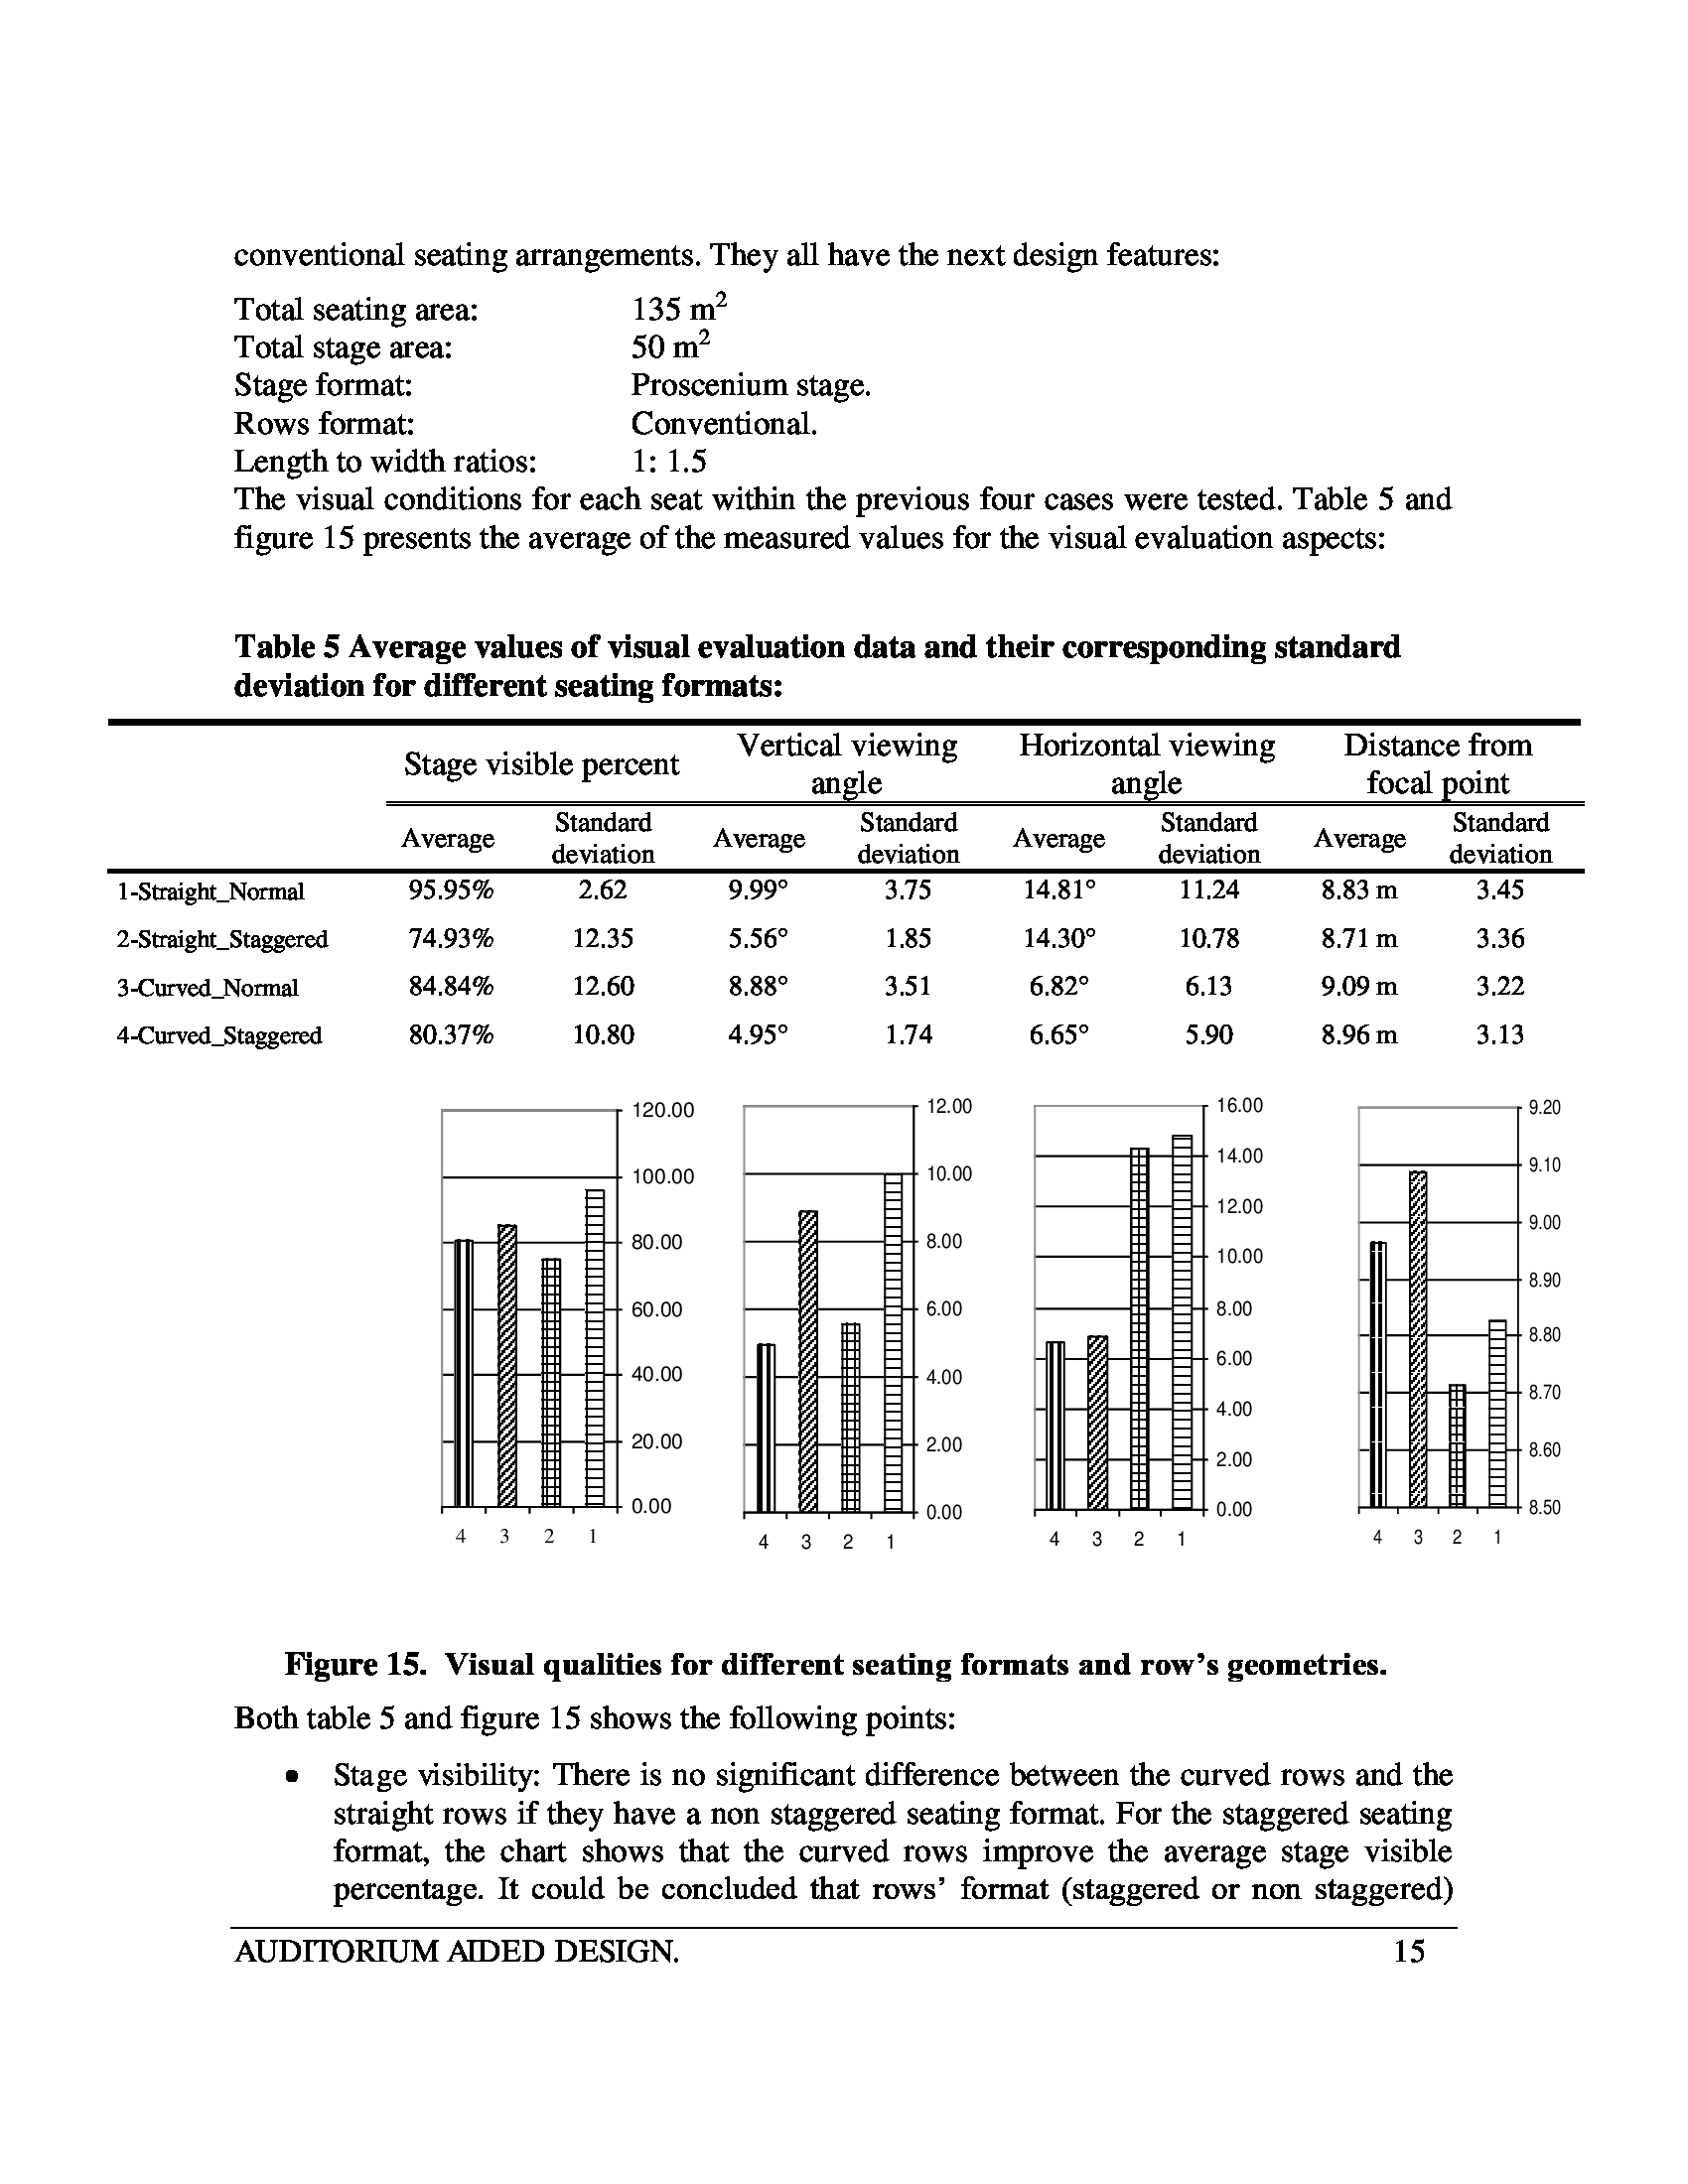 conventional seating arrangements. They all have the next design features:
Total seating area: 135 m²
Total stage area: 50 m²
Stage format: Proscenium stage.
Rows format: Conventional.
Length to width ratios: 1: 1.5
The visual conditions for each seat within the previous four cases were tested. Table 5 and
figure 15 presents the average of the measured values for the visual evaluation aspects:
Table 5 Average values of visual evaluation data and their corresponding standard
deviation for different seating formats:
Stage visible percent Vertical viewing angle Horizontal viewing angle Distance from focal point
Average Standard deviation Average Standard deviation Average Standard deviation Average Standard deviation
1-Straight_Normal 95.95% 2.62 9.99° 3.75 14.81° 11.24 8.83 m 3.45
2-Straight_Staggered 74.93% 12.35 5.56° 1.85 14.30° 10.78 8.71 m 3.36
3-Curved_Normal 84.84% 12.60 8.88° 3.51 6.82° 6.13 9.09 m 3.22
4-Curved_Staggered 80.37% 10.80 4.95° 1.74 6.65° 5.90 8.96 m 3.13
120.00
100.00
80.00
60.00
40.00
20.00
0.00
4 3 2 1
12.00
10.00
8.00
6.00
4.00
2.00
0.00
4 3 2 1
16.00
14.00
12.00
10.00
8.00
6.00
4.00
2.00
0.00
4 3 2 1
9.20
9.10
9.00
8.90
8.80
8.70
8.60
8.50
4 3 2 1
Figure 15. Visual qualities for different seating formats and row’s geometries.
Both table 5 and figure 15 shows the following points:
• Stage visibility: There is no significant difference between the curved rows and the
straight rows if they have a non staggered seating format. For the staggered seating
format, the chart shows that the curved rows improve the average stage visible
percentage. It could be concluded that rows’ format (staggered or non staggered)
AUDITORIUM AIDED DESIGN. 15